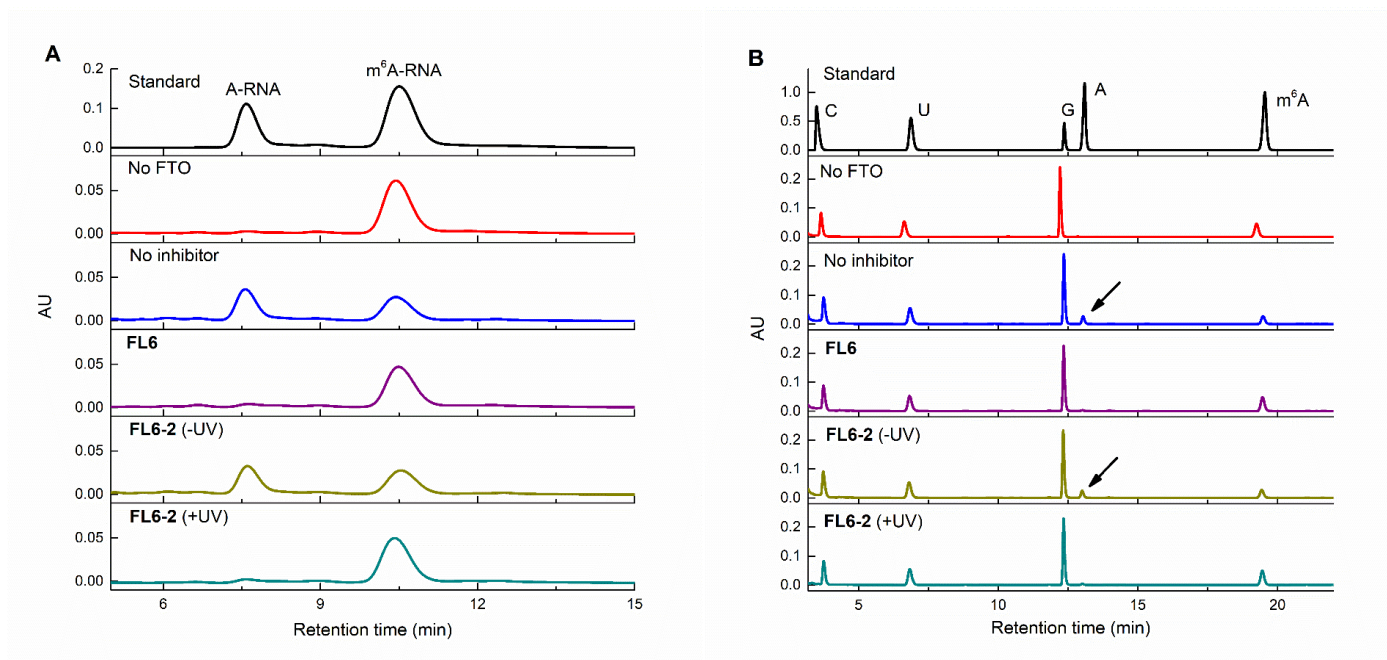 A
Standard
A-RNA
m⁶A-RNA
0.2
0.1
0.0
No FTO
0.05
0.00
No inhibitor
0.05
0.00
FL6
0.05
0.00
FL6-2 (-UV)
0.05
0.00
FL6-2 (+UV)
0.05
0.00
AU
6 9 12 15
Retention time (min)
B
Standard
C U G A m⁶A
1.0
0.5
0.0
No FTO
0.2
0.1
0.0
No inhibitor
0.2
0.1
0.0
FL6
0.2
0.1
0.0
FL6-2 (-UV)
0.2
0.1
0.0
FL6-2 (+UV)
0.2
0.1
0.0
AU
5 10 15 20
Retention time (min)